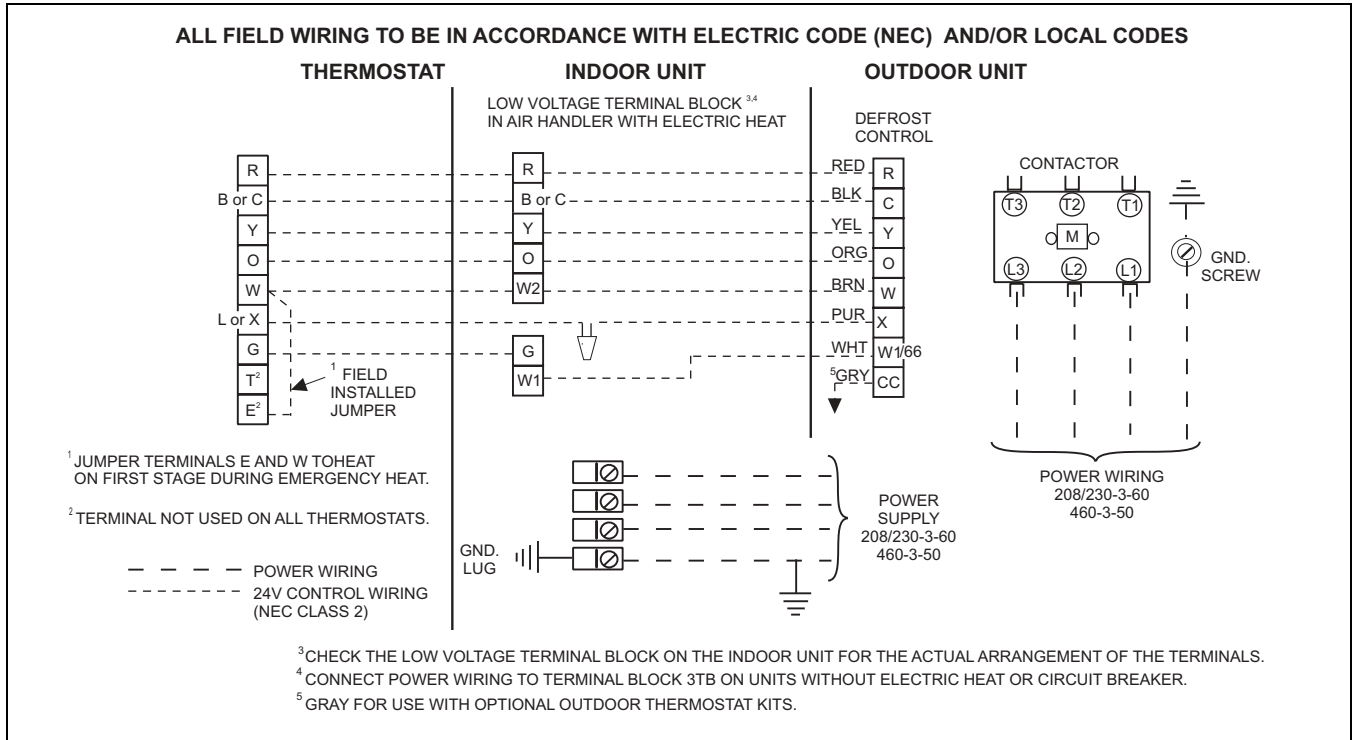 ALL FIELD WIRING TO BE IN ACCORDANCE WITH ELECTRIC CODE (NEC) AND/OR LOCAL CODES
THERMOSTAT
INDOOR UNIT
OUTDOOR UNIT
LOW VOLTAGE TERMINAL BLOCK 3,4
IN AIR HANDLER WITH ELECTRIC HEAT
DEFROST
CONTROL
R
B or C
Y
O
W
L or X
G
T2
E2
1 FIELD
INSTALLED
JUMPER
R
B or C
Y
O
W2
G
W1
RED R
BLK C
YEL Y
ORG O
BRN W
PUR X
WHT W1/66
5GRY CC
CONTACTOR
T3 T2 T1
M
L3 L2 L1
GND.
SCREW
POWER WIRING
208/230-3-60
460-3-50
1 JUMPER TERMINALS E AND W TOHEAT
ON FIRST STAGE DURING EMERGENCY HEAT.
2 TERMINAL NOT USED ON ALL THERMOSTATS.
POWER WIRING
24V CONTROL WIRING
(NEC CLASS 2)
GND.
LUG
POWER
SUPPLY
208/230-3-60
460-3-50
3 CHECK THE LOW VOLTAGE TERMINAL BLOCK ON THE INDOOR UNIT FOR THE ACTUAL ARRANGEMENT OF THE TERMINALS.
4 CONNECT POWER WIRING TO TERMINAL BLOCK 3TB ON UNITS WITHOUT ELECTRIC HEAT OR CIRCUIT BREAKER.
5 GRAY FOR USE WITH OPTIONAL OUTDOOR THERMOSTAT KITS.